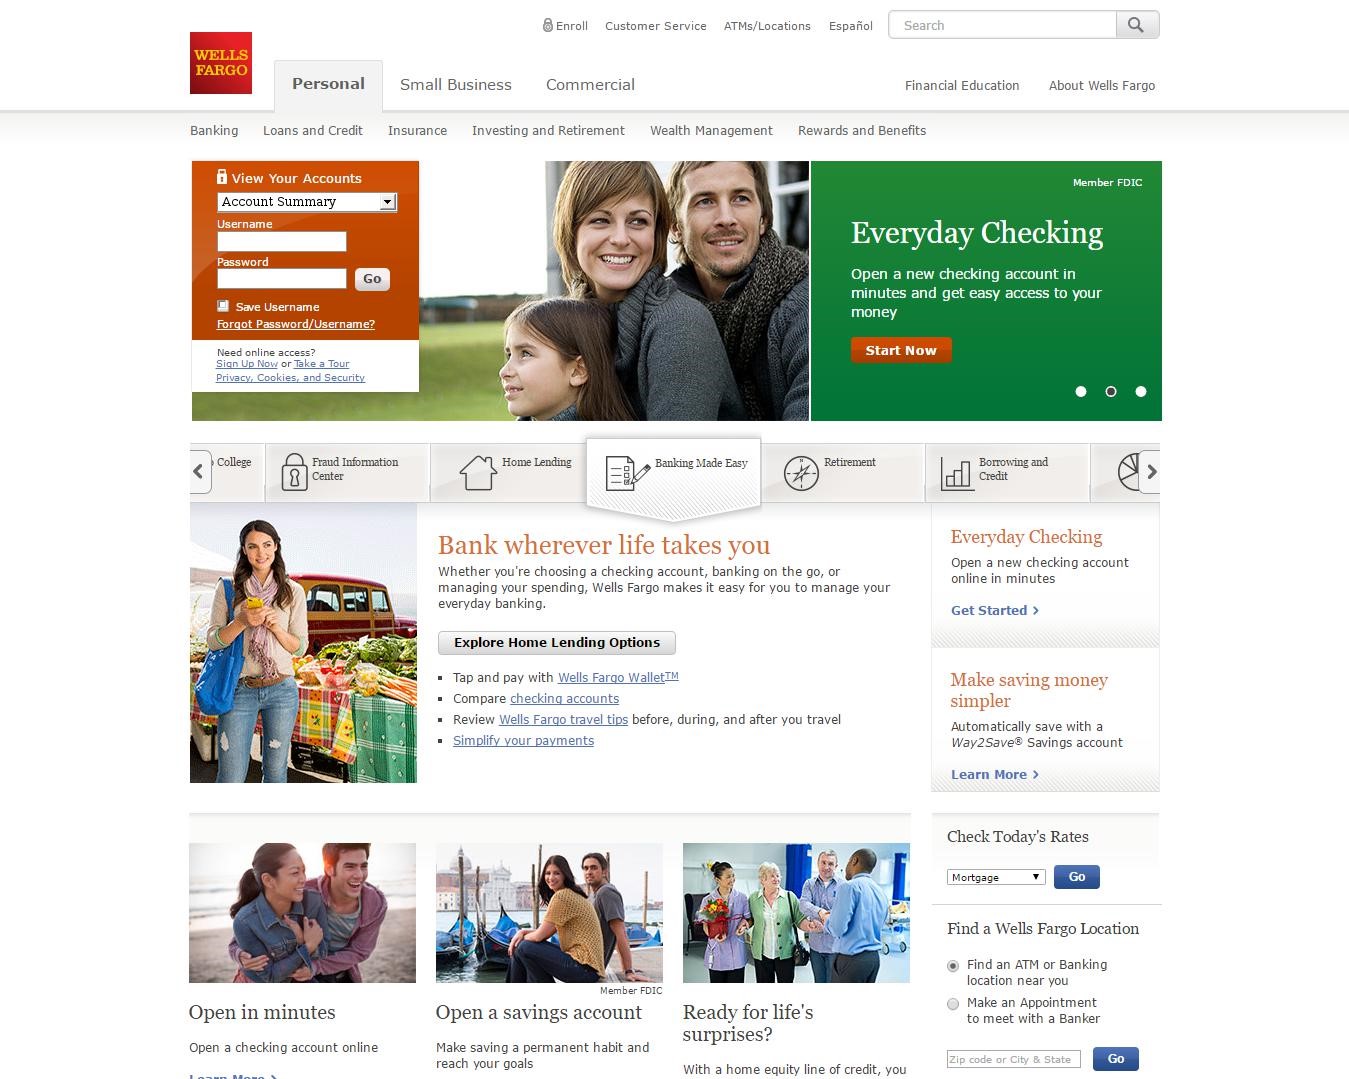 Enroll
Customer Service
ATMs/Locations
Español
Search
WELLS
FARGO
Personal
Small Business
Commercial
Financial Education
About Wells Fargo
Banking
Loans and Credit
Insurance
Investing and Retirement
Wealth Management
Rewards and Benefits
View Your Accounts
Account Summary
Username
Password
Go
Save Username
Forgot Password/Username?
Need online access?
Sign Up Now or Take a Tour
Privacy, Cookies, and Security
Member FDIC
Everyday Checking
Open a new checking account in
minutes and get easy access to your
money
Start Now
College
Fraud Information
Center
Home Lending
Banking Made Easy
Retirement
Borrowing and
Credit
Bank wherever life takes you
Whether you're choosing a checking account, banking on the go, or
managing your spending, Wells Fargo makes it easy for you to manage your
everyday banking.
Explore Home Lending Options
Tap and pay with Wells Fargo Wallet™
Compare checking accounts
Review Wells Fargo travel tips before, during, and after you travel
Simplify your payments
Everyday Checking
Open a new checking account
online in minutes
Get Started
Make saving money
simpler
Automatically save with a
Way2Save® Savings account
Learn More
Open in minutes
Open a checking account online
Learn More
Member FDIC
Open a savings account
Make saving a permanent habit and
reach your goals
Ready for life's
surprises?
With a home equity line of credit, you
Check Today's Rates
Mortgage
Go
Find a Wells Fargo Location
Find an ATM or Banking
location near you
Make an Appointment
to meet with a Banker
Zip code or City & State
Go